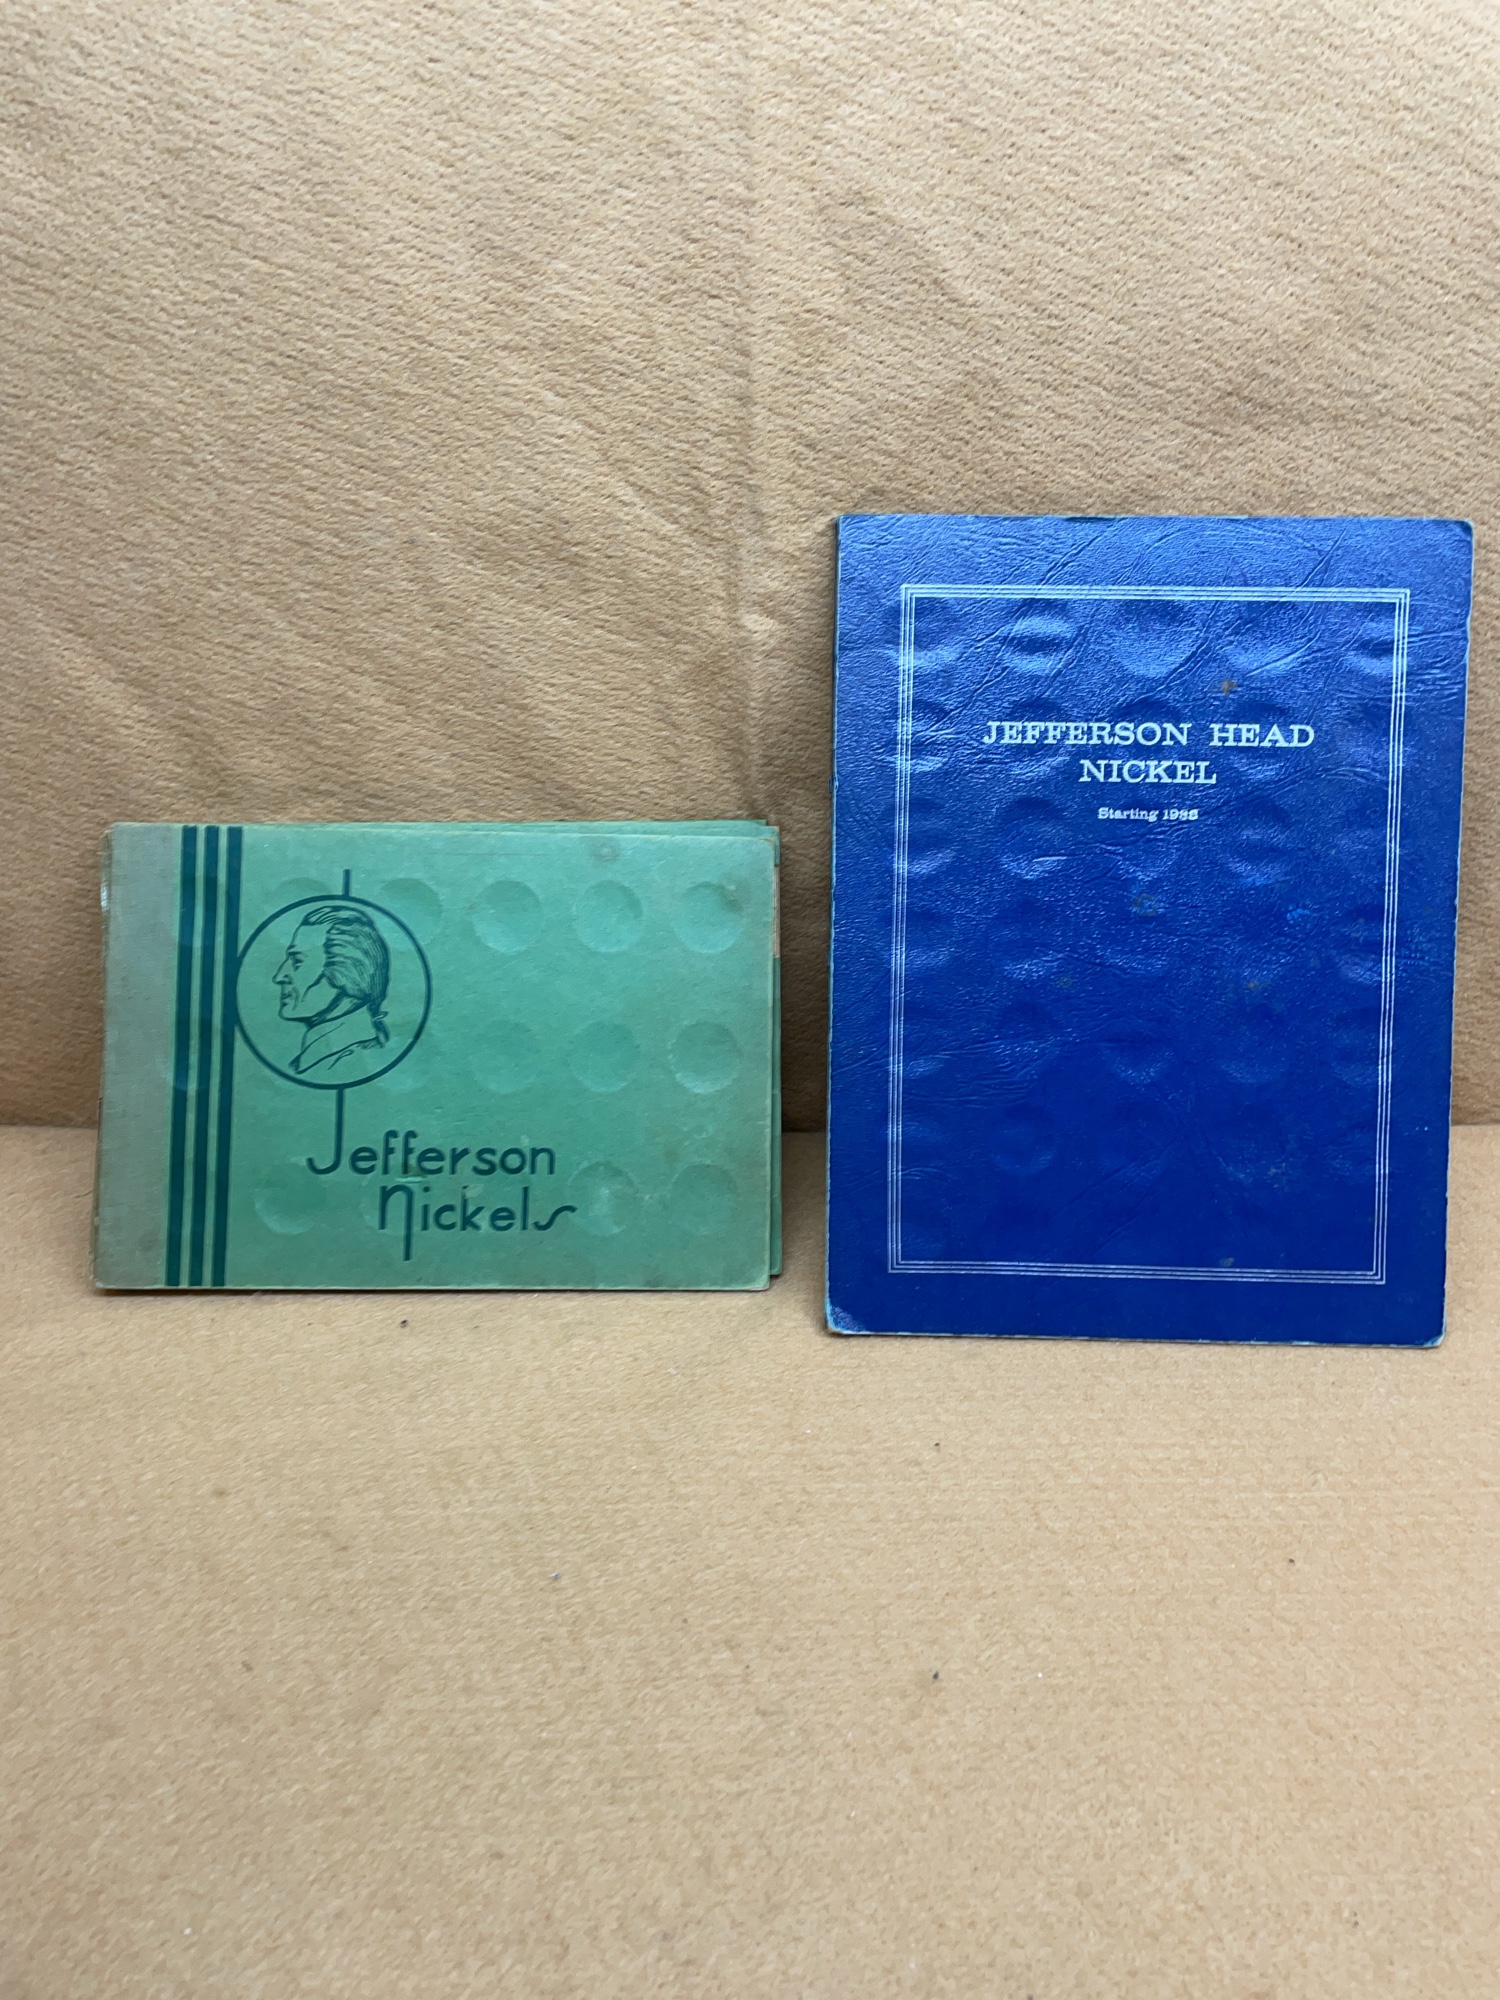 Jefferson
Nickels
JEFFERSON HEAD
NICKEL
Starting 1938